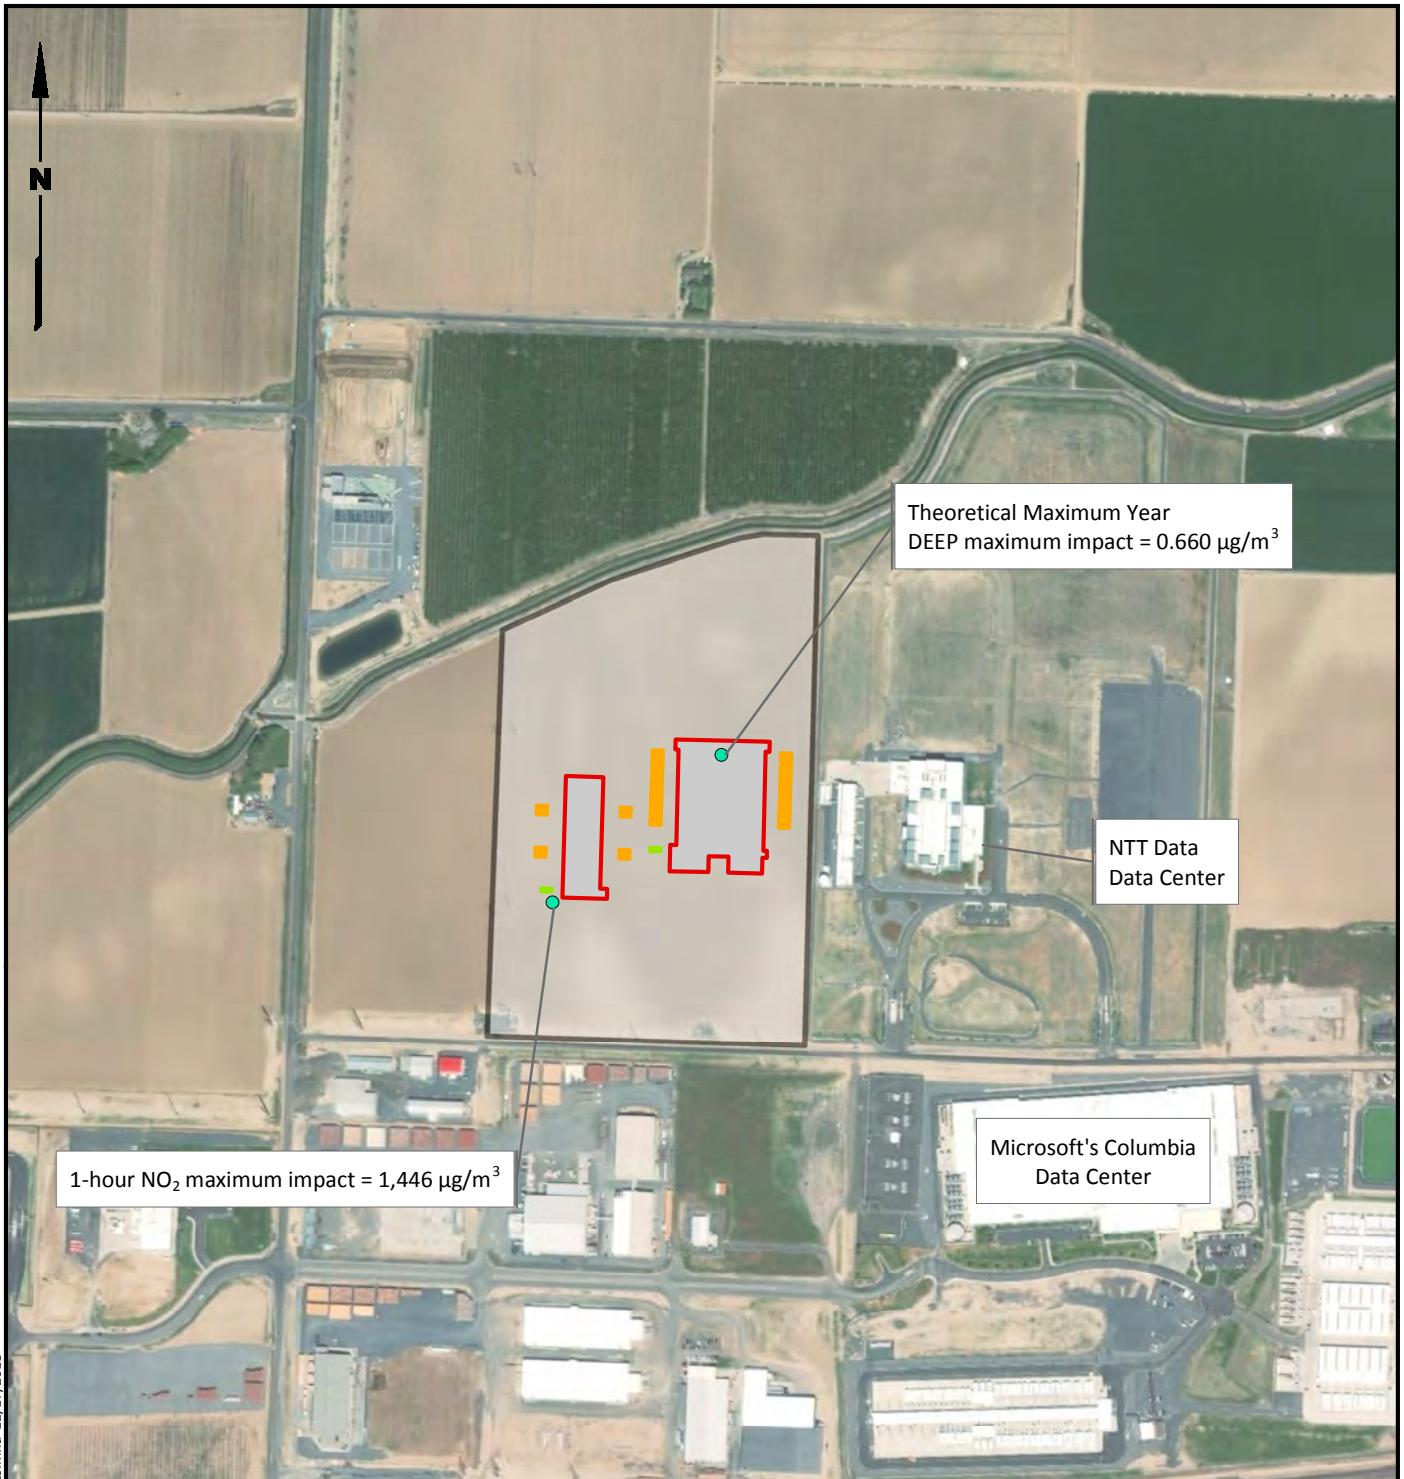 N
Theoretical Maximum Year
DEEP maximum impact = 0.660 µg/m³
NTT Data
Data Center
Microsoft's Columbia
Data Center
1-hour NO₂ maximum impact = 1,446 µg/m³